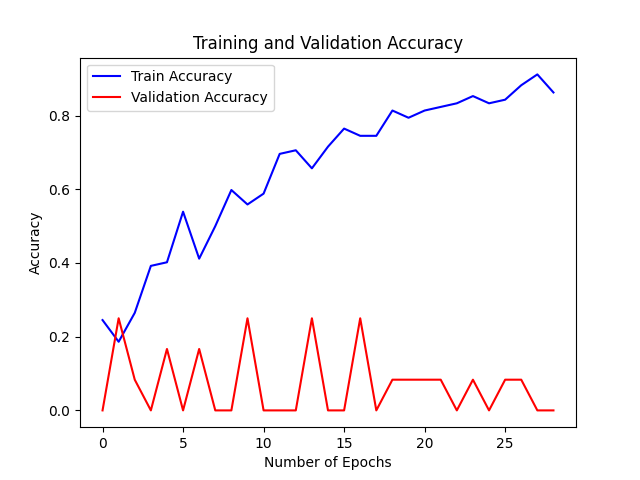 Training and Validation Accuracy
Train Accuracy
Validation Accuracy
Accuracy
0.8
0.6
0.4
0.2
0.0
0 5 10 15 20 25
Number of Epochs